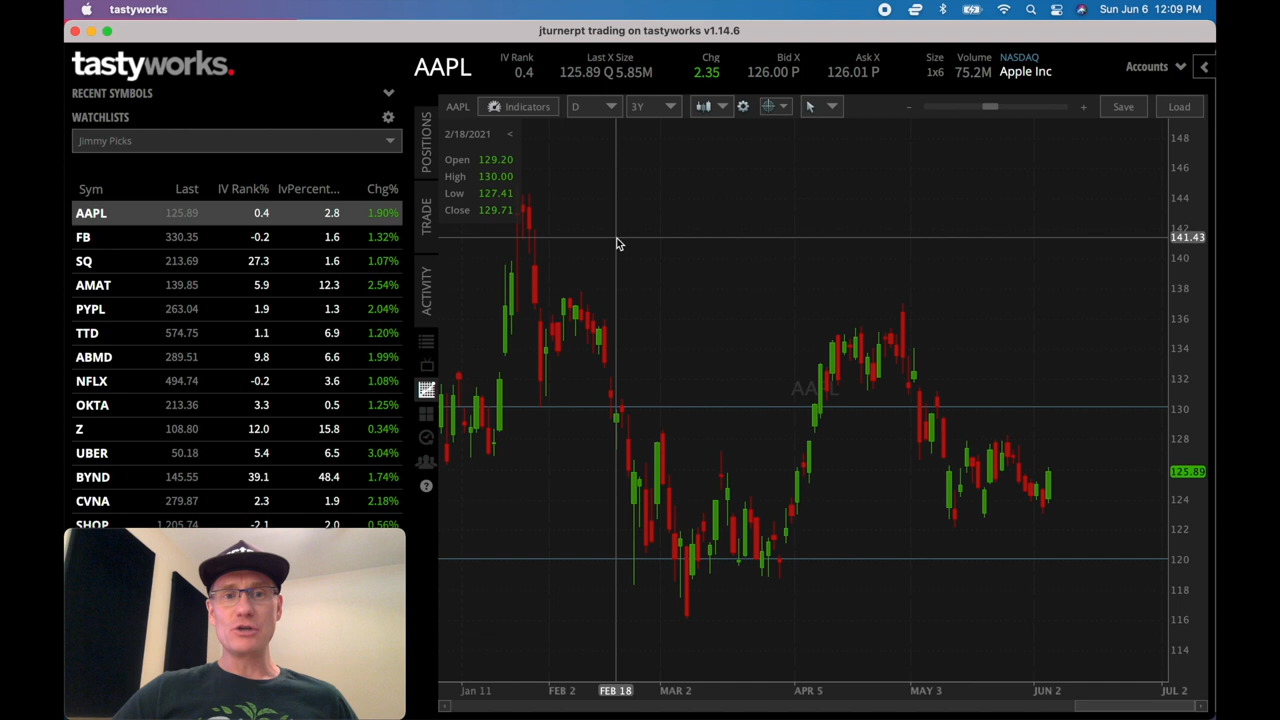 tastyworks
Sun Jun 6 12:09 PM
jturnerpt trading on tastyworks v1.14.6
tastyworks.
RECENT SYMBOLS
WATCHLISTS
Jimmy Picks
Sym Last IV Rank% IvPercent... Chg%
AAPL 125.89 0.4 2.8 1.90%
FB 330.35 -0.2 1.6 1.32%
SQ 213.69 27.3 1.6 1.07%
AMAT 139.85 5.9 12.3 2.54%
PYPL 263.04 1.9 1.3 2.04%
TTD 574.75 1.1 6.9 1.20%
ABMD 289.51 9.8 6.6 1.99%
NFLX 494.74 -0.2 3.6 1.08%
OKTA 213.36 3.3 0.5 1.25%
Z 108.80 12.0 15.8 0.34%
UBER 50.18 5.4 6.5 3.04%
BYND 145.55 39.1 48.4 1.74%
CVNA 279.87 2.3 1.9 2.18%
SHOP 1,205.74 -2.1 2.0 0.56%
AAPL
IV Rank Last X Size Chg Bid X Ask X Size Volume NASDAQ
0.4 125.89 Q 5.85M 2.35 126.00 P 126.01 P 1x6 75.2M Apple Inc
Accounts
POSITIONS
TRADE
ACTIVITY
AAPL Indicators D 3Y - + Save Load
2/18/2021 <
Open 129.20
High 130.00
Low 127.41
Close 129.71
AAPL
148
146
144
142
141.43
140
138
136
134
132
130
128
125.89
124
122
120
118
116
114
Jan 11 FEB 2 FEB 18 MAR 2 APR 5 MAY 3 JUN 2 JUL 2